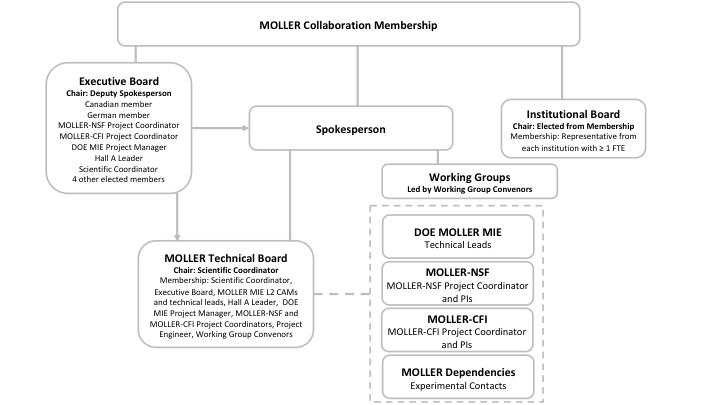 MOLLER Collaboration Membership
Executive Board
Chair: Deputy Spokesperson
Canadian member
German member
MOLLER-NSF Project Coordinator
MOLLER-CFI Project Coordinator
DOE MIE Project Manager
Hall A Leader
Scientific Coordinator
4 other elected members
Spokesperson
Institutional Board
Chair: Elected from Membership
Membership: Representative from
each institution with ≥ 1 FTE
Working Groups
Led by Working Group Convenors
MOLLER Technical Board
Chair: Scientific Coordinator
Membership: Scientific Coordinator,
Executive Board, MOLLER MIE L2 CAMs
and technical leads, Hall A Leader, DOE
MIE Project Manager, MOLLER-NSF and
MOLLER-CFI Project Coordinators, Project
Engineer, Working Group Convenors
DOE MOLLER MIE
Technical Leads
MOLLER-NSF
MOLLER-NSF Project Coordinator
and PIs
MOLLER-CFI
MOLLER-CFI Project Coordinator
and PIs
MOLLER Dependencies
Experimental Contacts